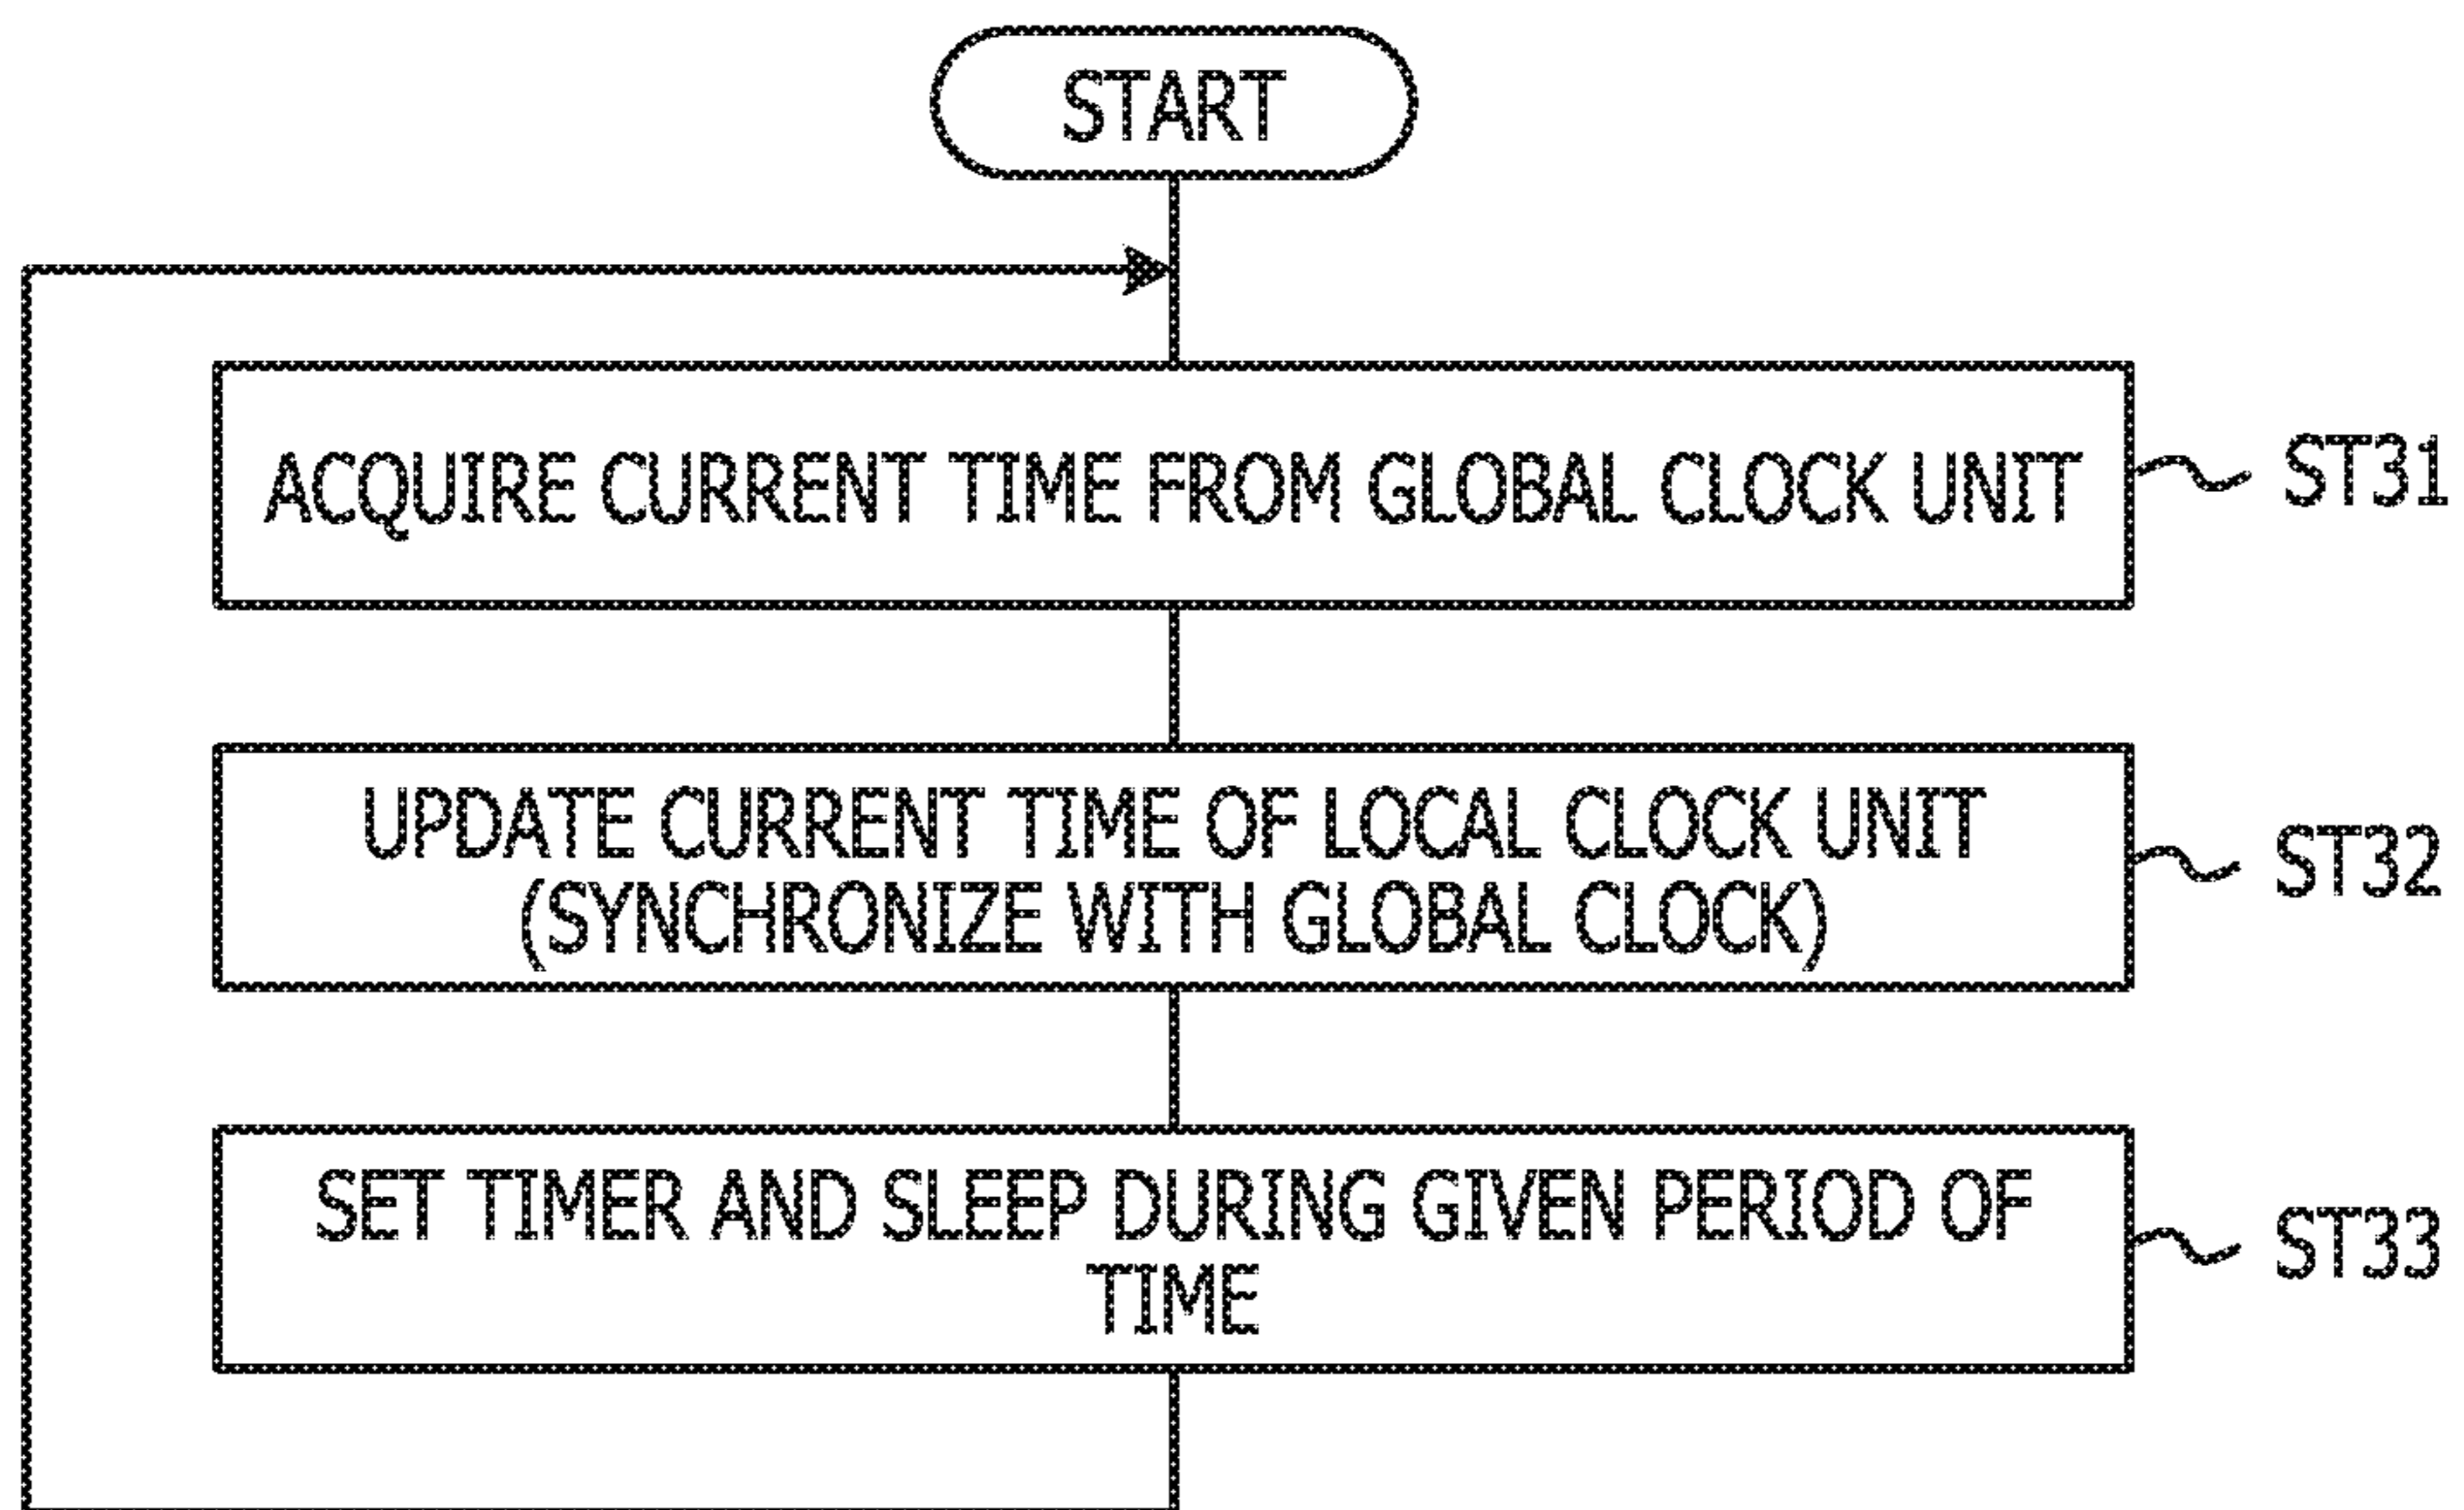 START
ACQUIRE CURRENT TIME FROM GLOBAL CLOCK UNIT
ST31
UPDATE CURRENT TIME OF LOCAL CLOCK UNIT
(SYNCHRONIZE WITH GLOBAL CLOCK)
ST32
SET TIMER AND SLEEP DURING GIVEN PERIOD OF
TIME
ST33